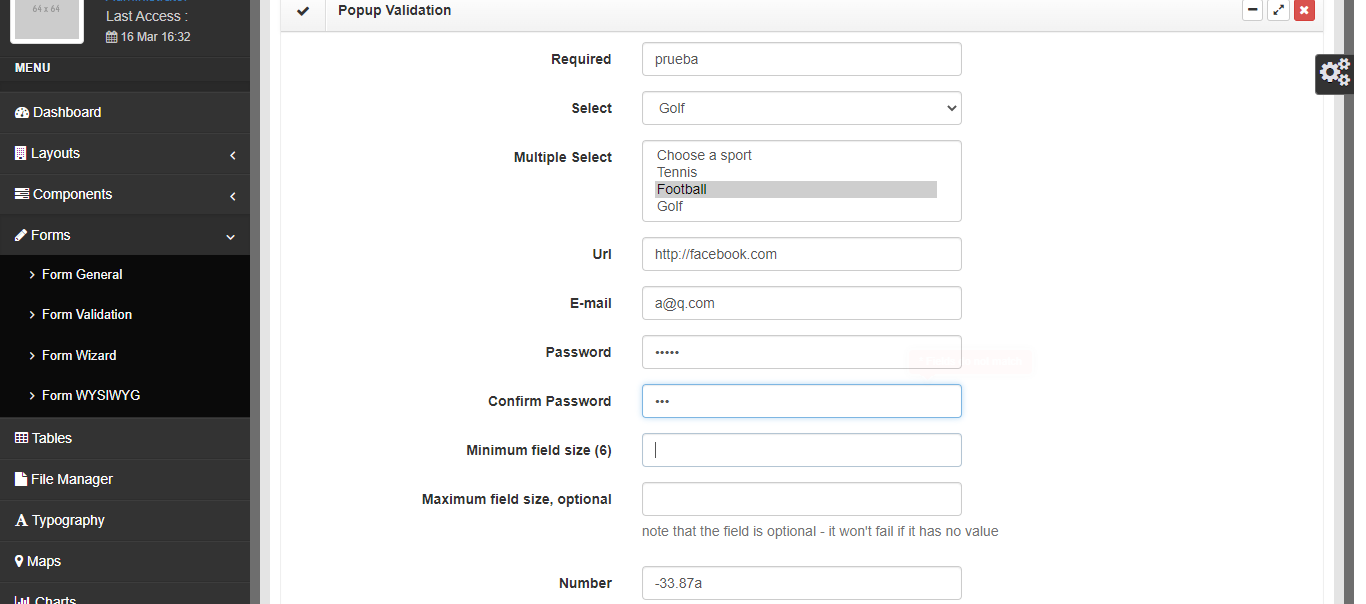 64 x 64
Last Access :
16 Mar 16:32
MENU
Dashboard
Layouts
Components
Forms
Form General
Form Validation
Form Wizard
Form WYSIWYG
Tables
File Manager
Typography
Maps
Charts
Popup Validation
Required
prueba
Select
Golf
Multiple Select
Choose a sport
Tennis
Football
Golf
Url
http://facebook.com
E-mail
a@q.com
Password
•••••
Confirm Password
•••
Minimum field size (6)
Maximum field size, optional
note that the field is optional - it won't fail if it has no value
Number
-33.87a